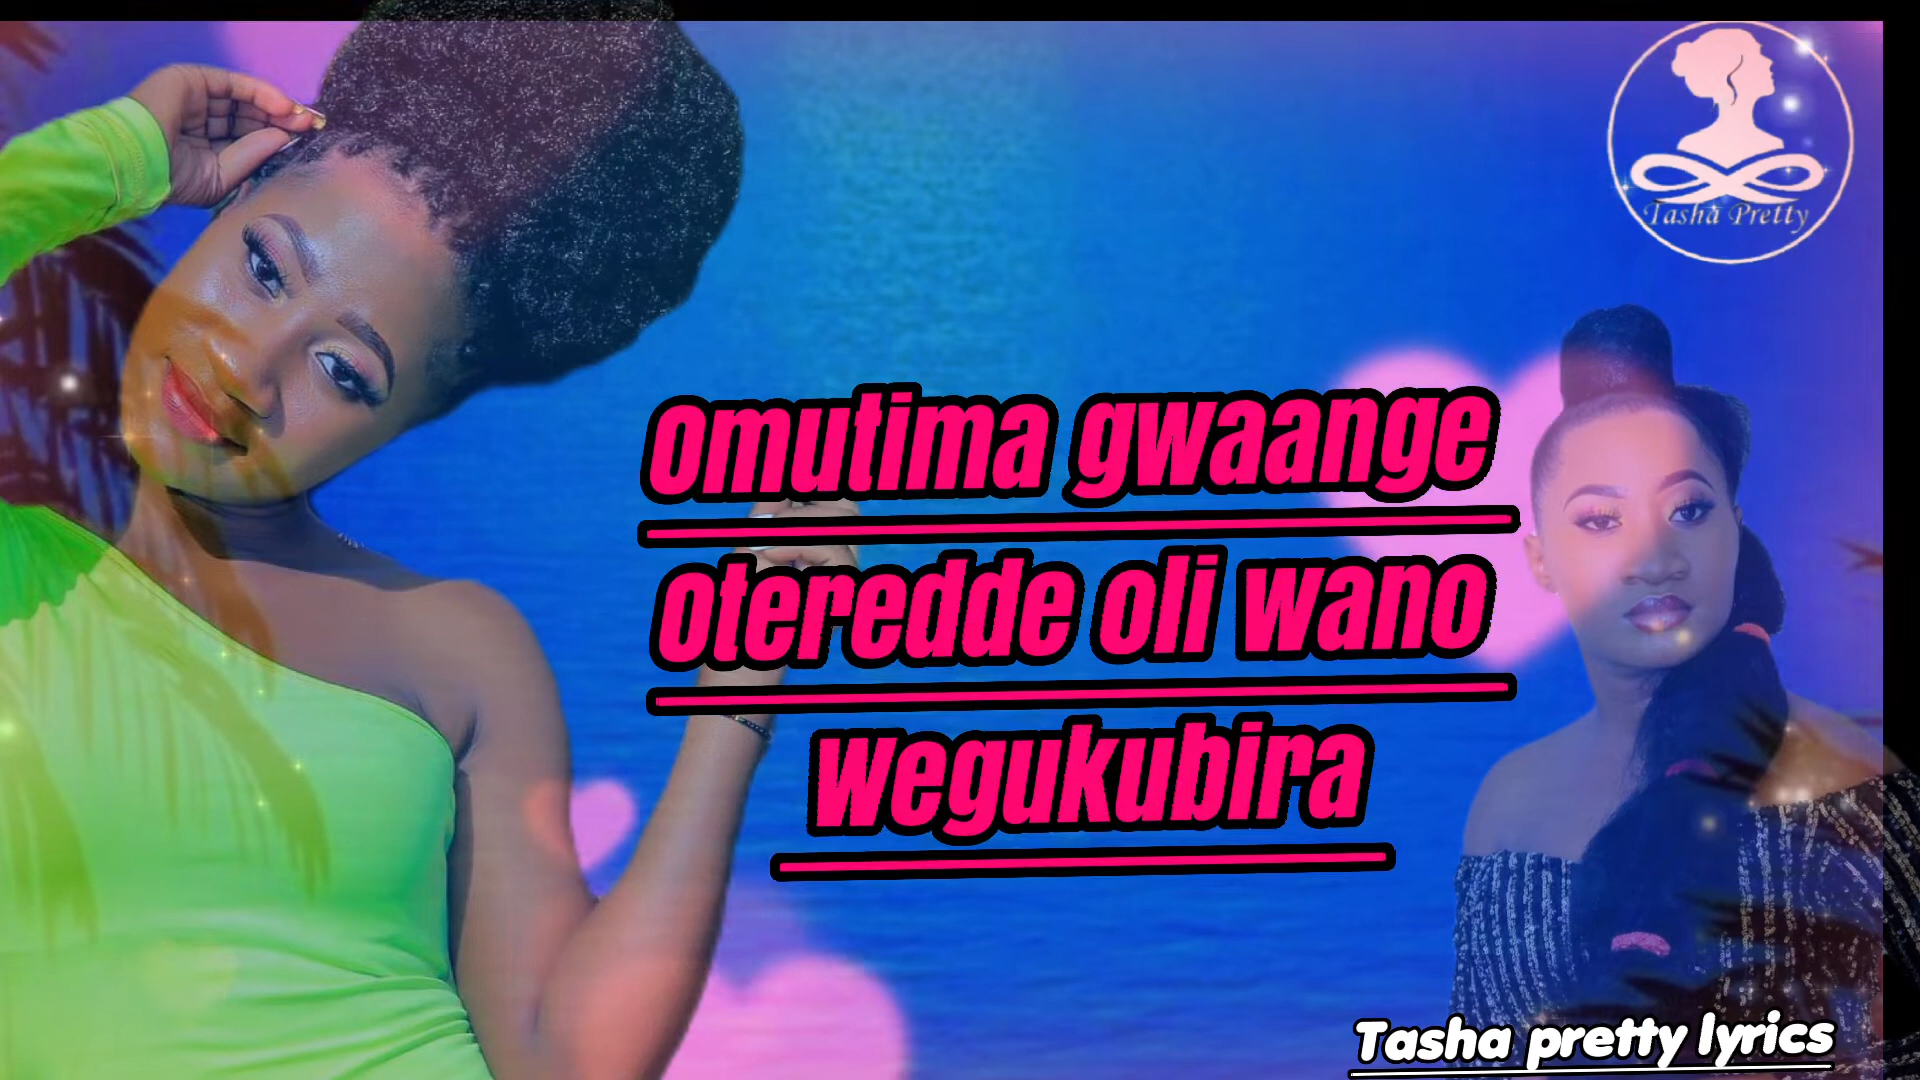 Tasha Pretty
omutima gwaange
oteredde oli wano
wegukubira
Tasha pretty lyrics